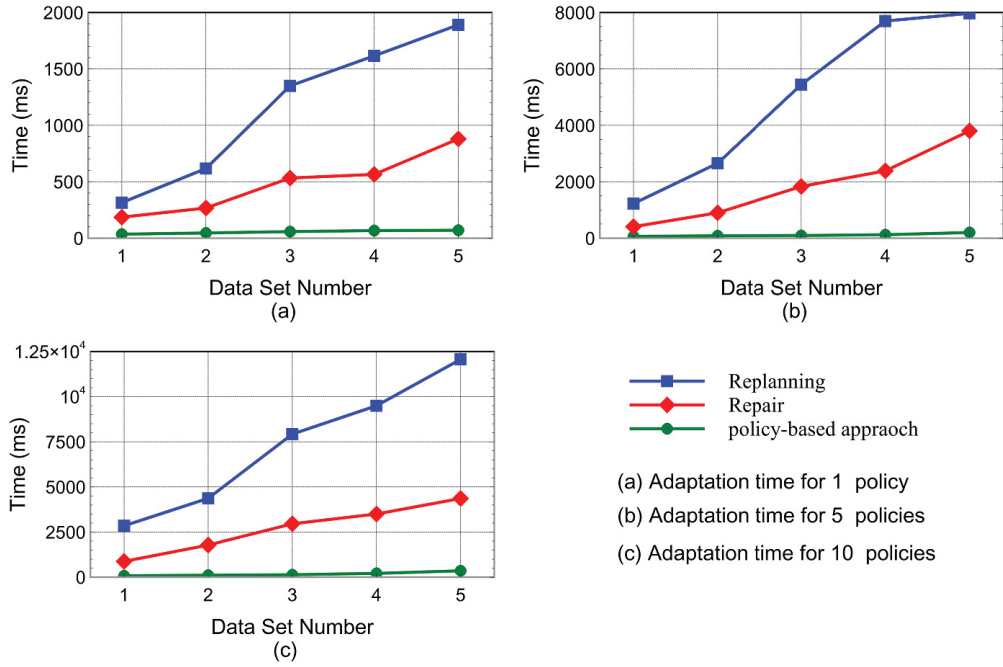 2000
1500
1000
500
0
Time (ms)
1 2 3 4 5
Data Set Number
(a)
8000
6000
4000
2000
0
Time (ms)
1 2 3 4 5
Data Set Number
(b)
1.25×10⁴
10⁴
7500
5000
2500
0
Time (ms)
1 2 3 4 5
Data Set Number
(c)
Replanning
Repair
policy-based appraoch
(a) Adaptation time for 1 policy
(b) Adaptation time for 5 policies
(c) Adaptation time for 10 policies